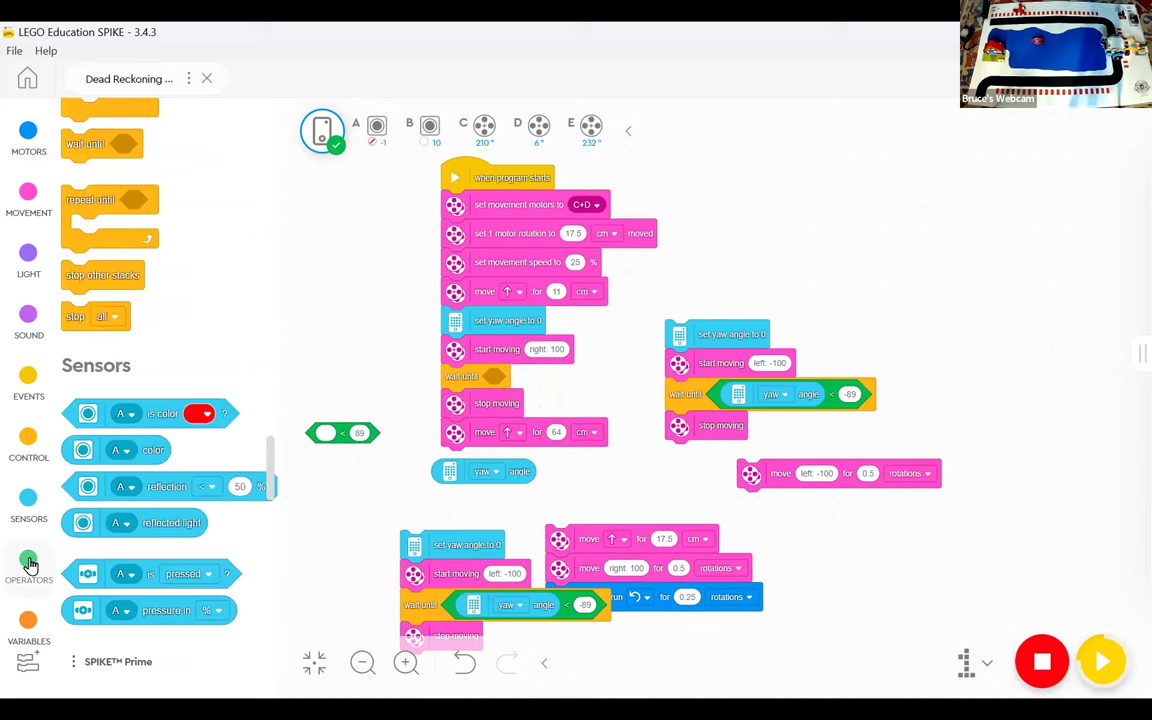 LEGO Education SPIKE - 3.4.3
File Help
Dead Reckoning ...
Bruce's Webcam
MOTORS
MOVEMENT
LIGHT
SOUND
EVENTS
CONTROL
SENSORS
OPERATORS
VARIABLES
wait until
repeat until
stop other stacks
stop all
Sensors
A is color ?
A color
A reflection < 50 %
A reflected light
A is pressed ?
A pressure in %
SPIKE™ Prime
A -1 B 10 C 210° D 6° E 232°
when program starts
set movement motors to C+D
set 1 motor rotation to 17.5 cm moved
set movement speed to 25 %
move for 11 cm
set yaw angle to 0
start moving right: 100
wait until
stop moving
move for 64 cm
< 89
yaw angle
set yaw angle to 0
start moving left: -100
wait until yaw angle < -89
stop moving
move left: -100 for 0.5 rotations
set yaw angle to 0
start moving left: -100
wait until yaw angle < -89
stop moving
move for 17.5 cm
move right: 100 for 0.5 rotations
run for 0.25 rotations
1